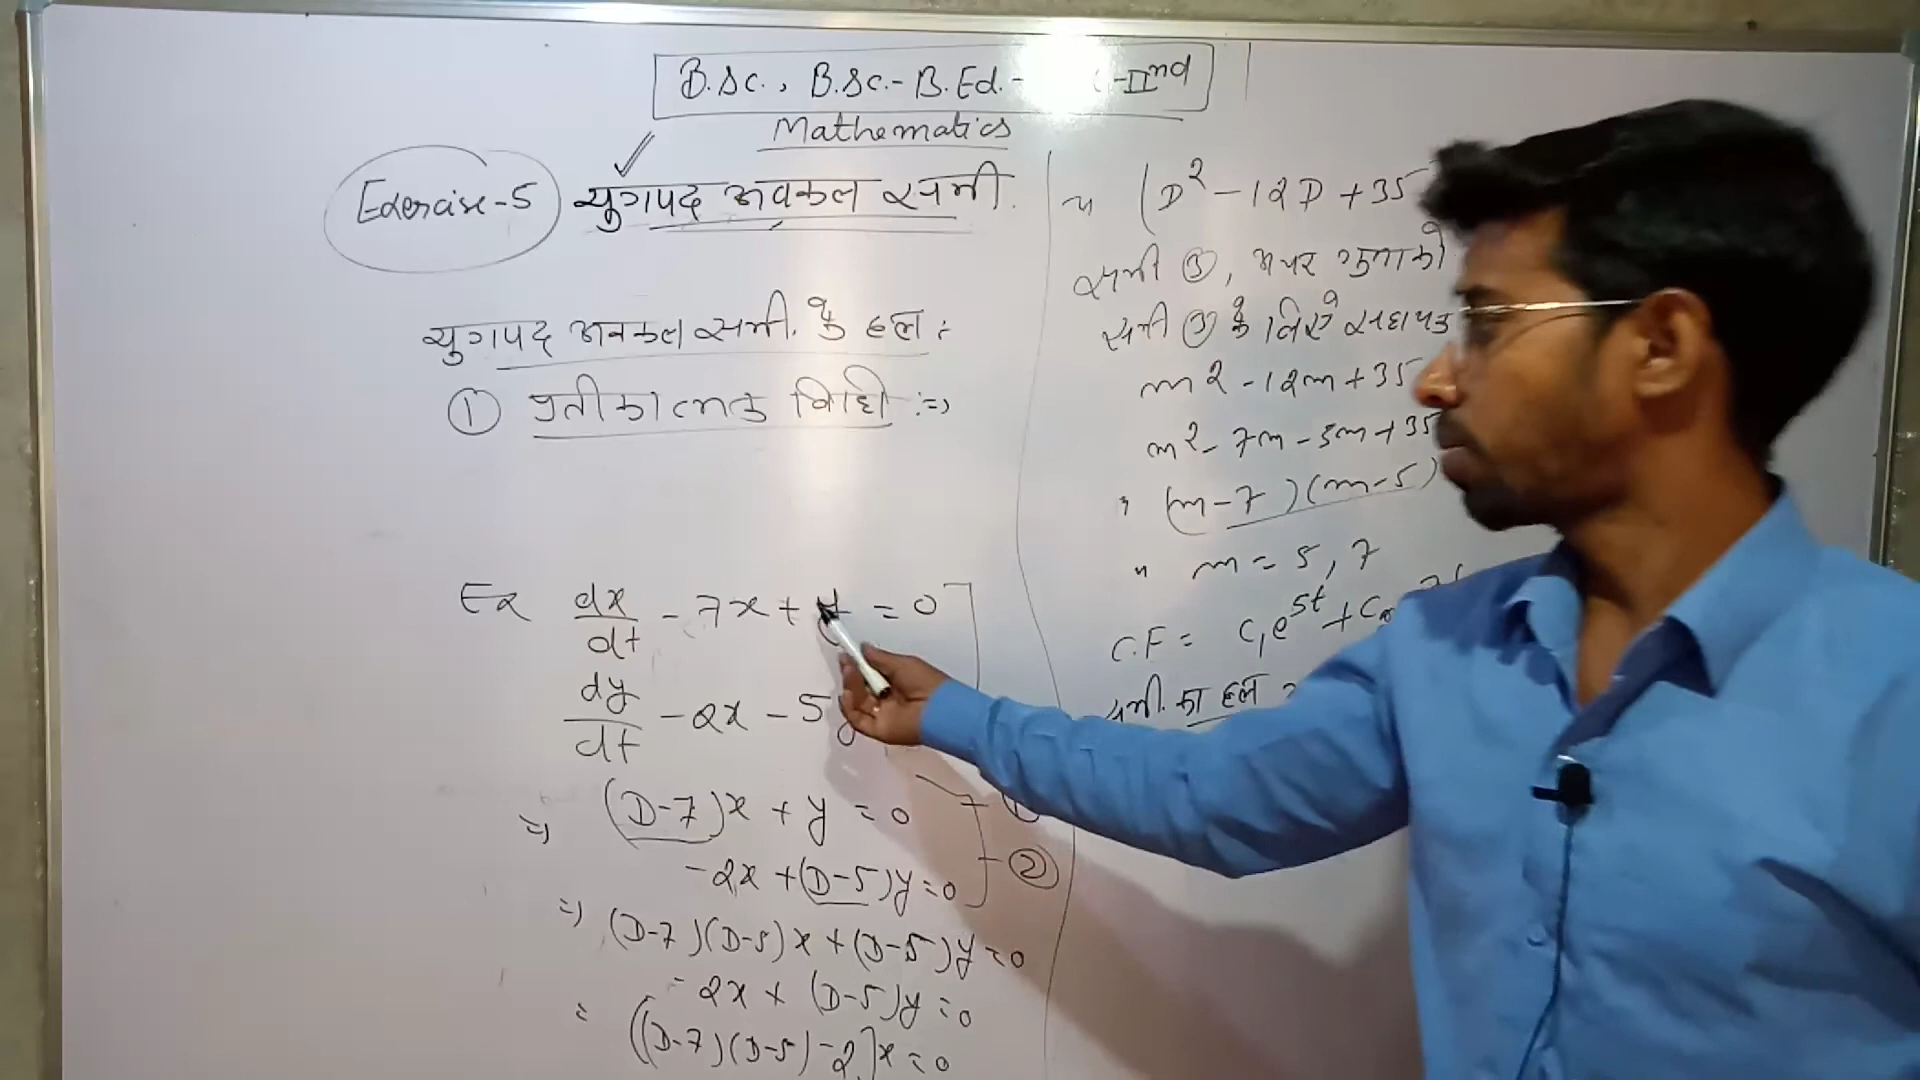 B.Sc., B.Sc.-B.Ed.- -IInd
Mathematics
Exercise-5 युगपद अवकल समी.
युगपद अवकल समी. के हल :
① प्रतीकात्मक विधी :⇒
Ex dx/dt - 7x + y = 0
dy/dt - 2x - 5y
⇒ (D-7)x + y = 0
-2x + (D-5)y = 0 ②
⇒ (D-7)(D-5)x + (D-5)y = 0
-2x + (D-5)y = 0
= ((D-7)(D-5)-2]x = 0
" (D² - 12D + 35
समी ③, अपर गुणाको
समी ③ के लिये सहायक
m² - 12m + 35
m² - 7m - 5m + 35
" (m-7)(m-5)
" m = 5, 7
C.F = c₁e^5t + c₂
समी. का हल